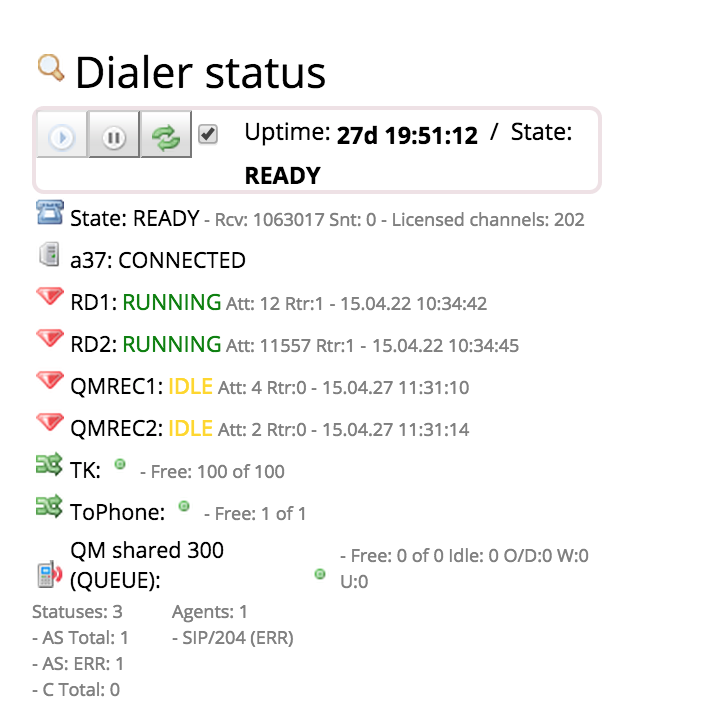 Dialer status
Uptime: 27d 19:51:12 / State:
READY
State: READY - Rcv: 1063017 Snt: 0 - Licensed channels: 202
a37: CONNECTED
RD1: RUNNING Att: 12 Rtr:1 - 15.04.22 10:34:42
RD2: RUNNING Att: 11557 Rtr:1 - 15.04.22 10:34:45
QMREC1: IDLE Att: 4 Rtr:0 - 15.04.27 11:31:10
QMREC2: IDLE Att: 2 Rtr:0 - 15.04.27 11:31:14
TK: - Free: 100 of 100
ToPhone: - Free: 1 of 1
QM shared 300
(QUEUE):
- Free: 0 of 0 Idle: 0 O/D:0 W:0
U:0
Statuses: 3
- AS Total: 1
- AS: ERR: 1
- C Total: 0
Agents: 1
- SIP/204 (ERR)